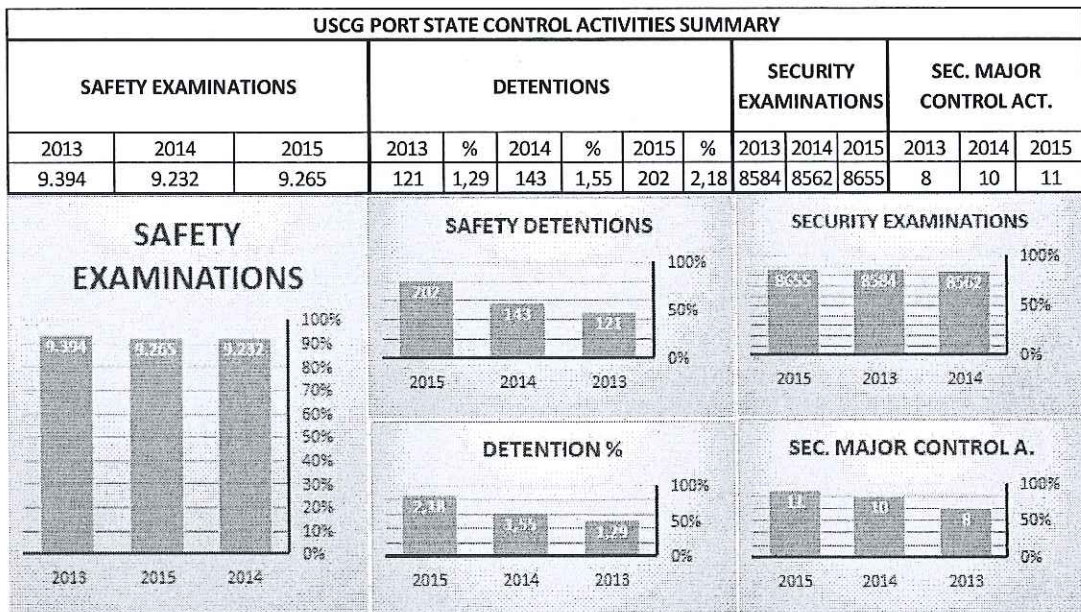 USCG PORT STATE CONTROL ACTIVITIES SUMMARY
SAFETY EXAMINATIONS DETENTIONS SECURITY EXAMINATIONS SEC. MAJOR CONTROL ACT.
2013 2014 2015 2013 % 2014 % 2015 % 2013 2014 2015 2013 2014 2015
9.394 9.232 9.265 121 1,29 143 1,55 202 2,18 8584 8562 8655 8 10 11
SAFETY
EXAMINATIONS
100%
90%
80%
70%
60%
50%
40%
30%
20%
10%
0%
9.394 9.265 9.232
2013 2015 2014
SAFETY DETENTIONS
100%
50%
0%
202 143 121
2015 2014 2013
SECURITY EXAMINATIONS
100%
50%
0%
8655 8584 8562
2015 2013 2014
DETENTION %
100%
50%
0%
2,18 1,55 1,29
2015 2014 2013
SEC. MAJOR CONTROL A.
100%
50%
0%
11 10 8
2015 2014 2013